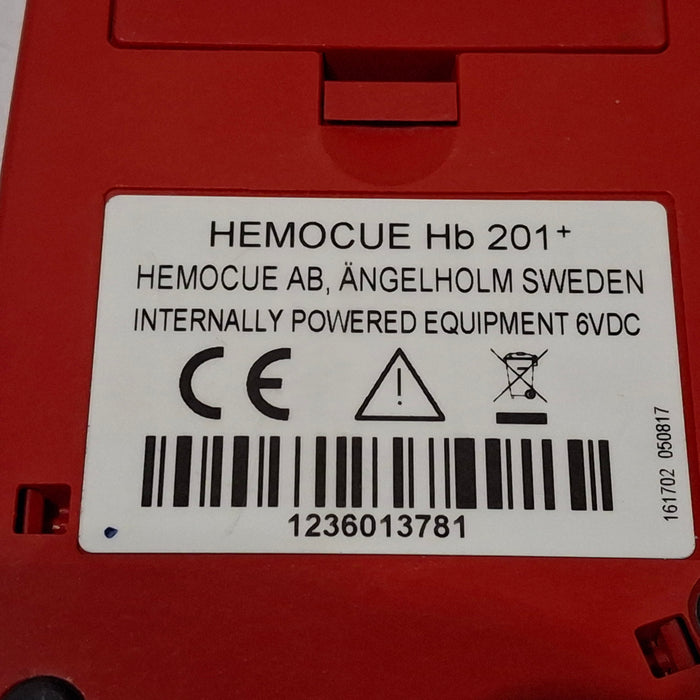 HEMOCUE Hb 201+
HEMOCUE AB, ÄNGELHOLM SWEDEN
INTERNALLY POWERED EQUIPMENT 6VDC
CE
1236013781
161702 050817